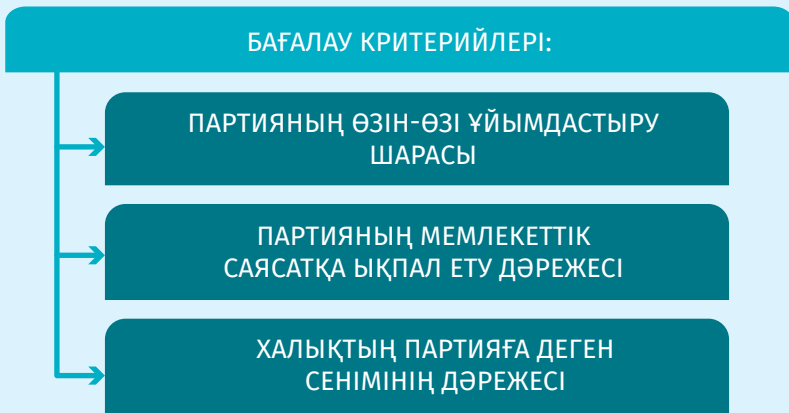 БАҒАЛАУ КРИТЕРИЙЛЕРІ:
ПАРТИЯНЫҢ ӨЗІН-ӨЗІ ҰЙЫМДАСТЫРУ
ШАРАСЫ
ПАРТИЯНЫҢ МЕМЛЕКЕТТІК
САЯСАТҚА ЫҚПАЛ ЕТУ ДӘРЕЖЕСІ
ХАЛЫҚТЫҢ ПАРТИЯҒА ДЕГЕН
СЕНІМІНІҢ ДӘРЕЖЕСІ